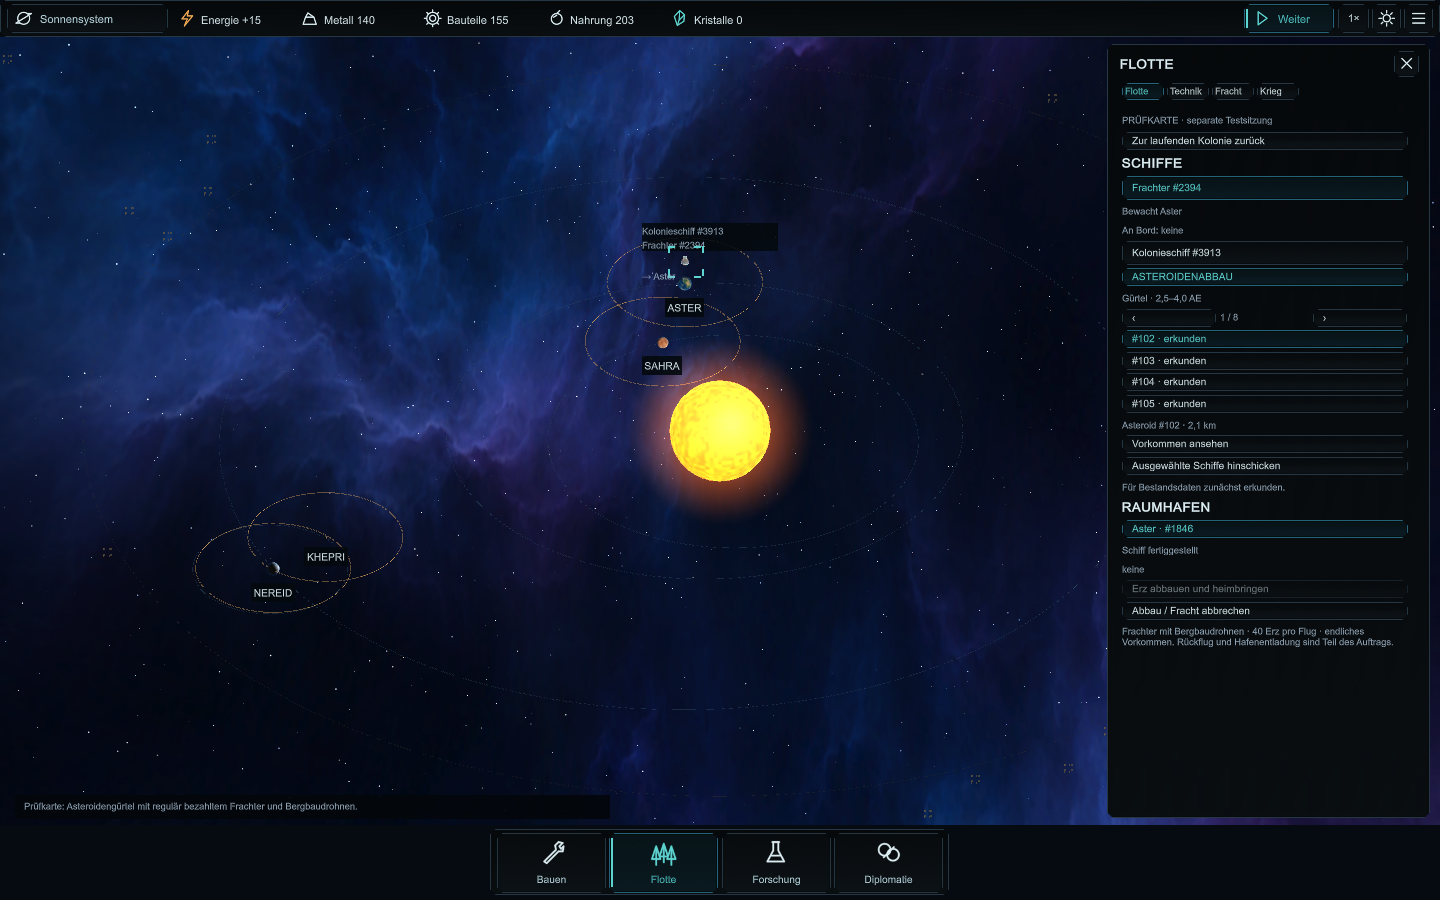 Sonnensystem
Energie +15
Metall 140
Bauteile 155
Nahrung 203
Kristalle 0
Weiter
1×
FLOTTE
Flotte
Technik
Fracht
Krieg
PRÜFKARTE · separate Testsitzung
Zur laufenden Kolonie zurück
SCHIFFE
Frachter #2394
Bewacht Aster
An Bord: keine
Kolonieschiff #3913
ASTEROIDENABBAU
Gürtel · 2,5–4,0 AE
‹
1 / 8
›
#102 · erkunden
#103 · erkunden
#104 · erkunden
#105 · erkunden
Asteroid #102 · 2,1 km
Vorkommen ansehen
Ausgewählte Schiffe hinschicken
Für Bestandsdaten zunächst erkunden.
RAUMHAFEN
Aster · #1846
Schiff fertiggestellt
keine
Erz abbauen und heimbringen
Abbau / Fracht abbrechen
Frachter mit Bergbaudrohnen · 40 Erz pro Flug · endliches
Vorkommen. Rückflug und Hafenentladung sind Teil des Auftrags.
Kolonieschiff #3913
Frachter #2394
→ Aster
ASTER
SAHRA
KHEPRI
NEREID
Prüfkarte: Asteroidengürtel mit regulär bezahltem Frachter und Bergbaudrohnen.
Bauen
Flotte
Forschung
Diplomatie